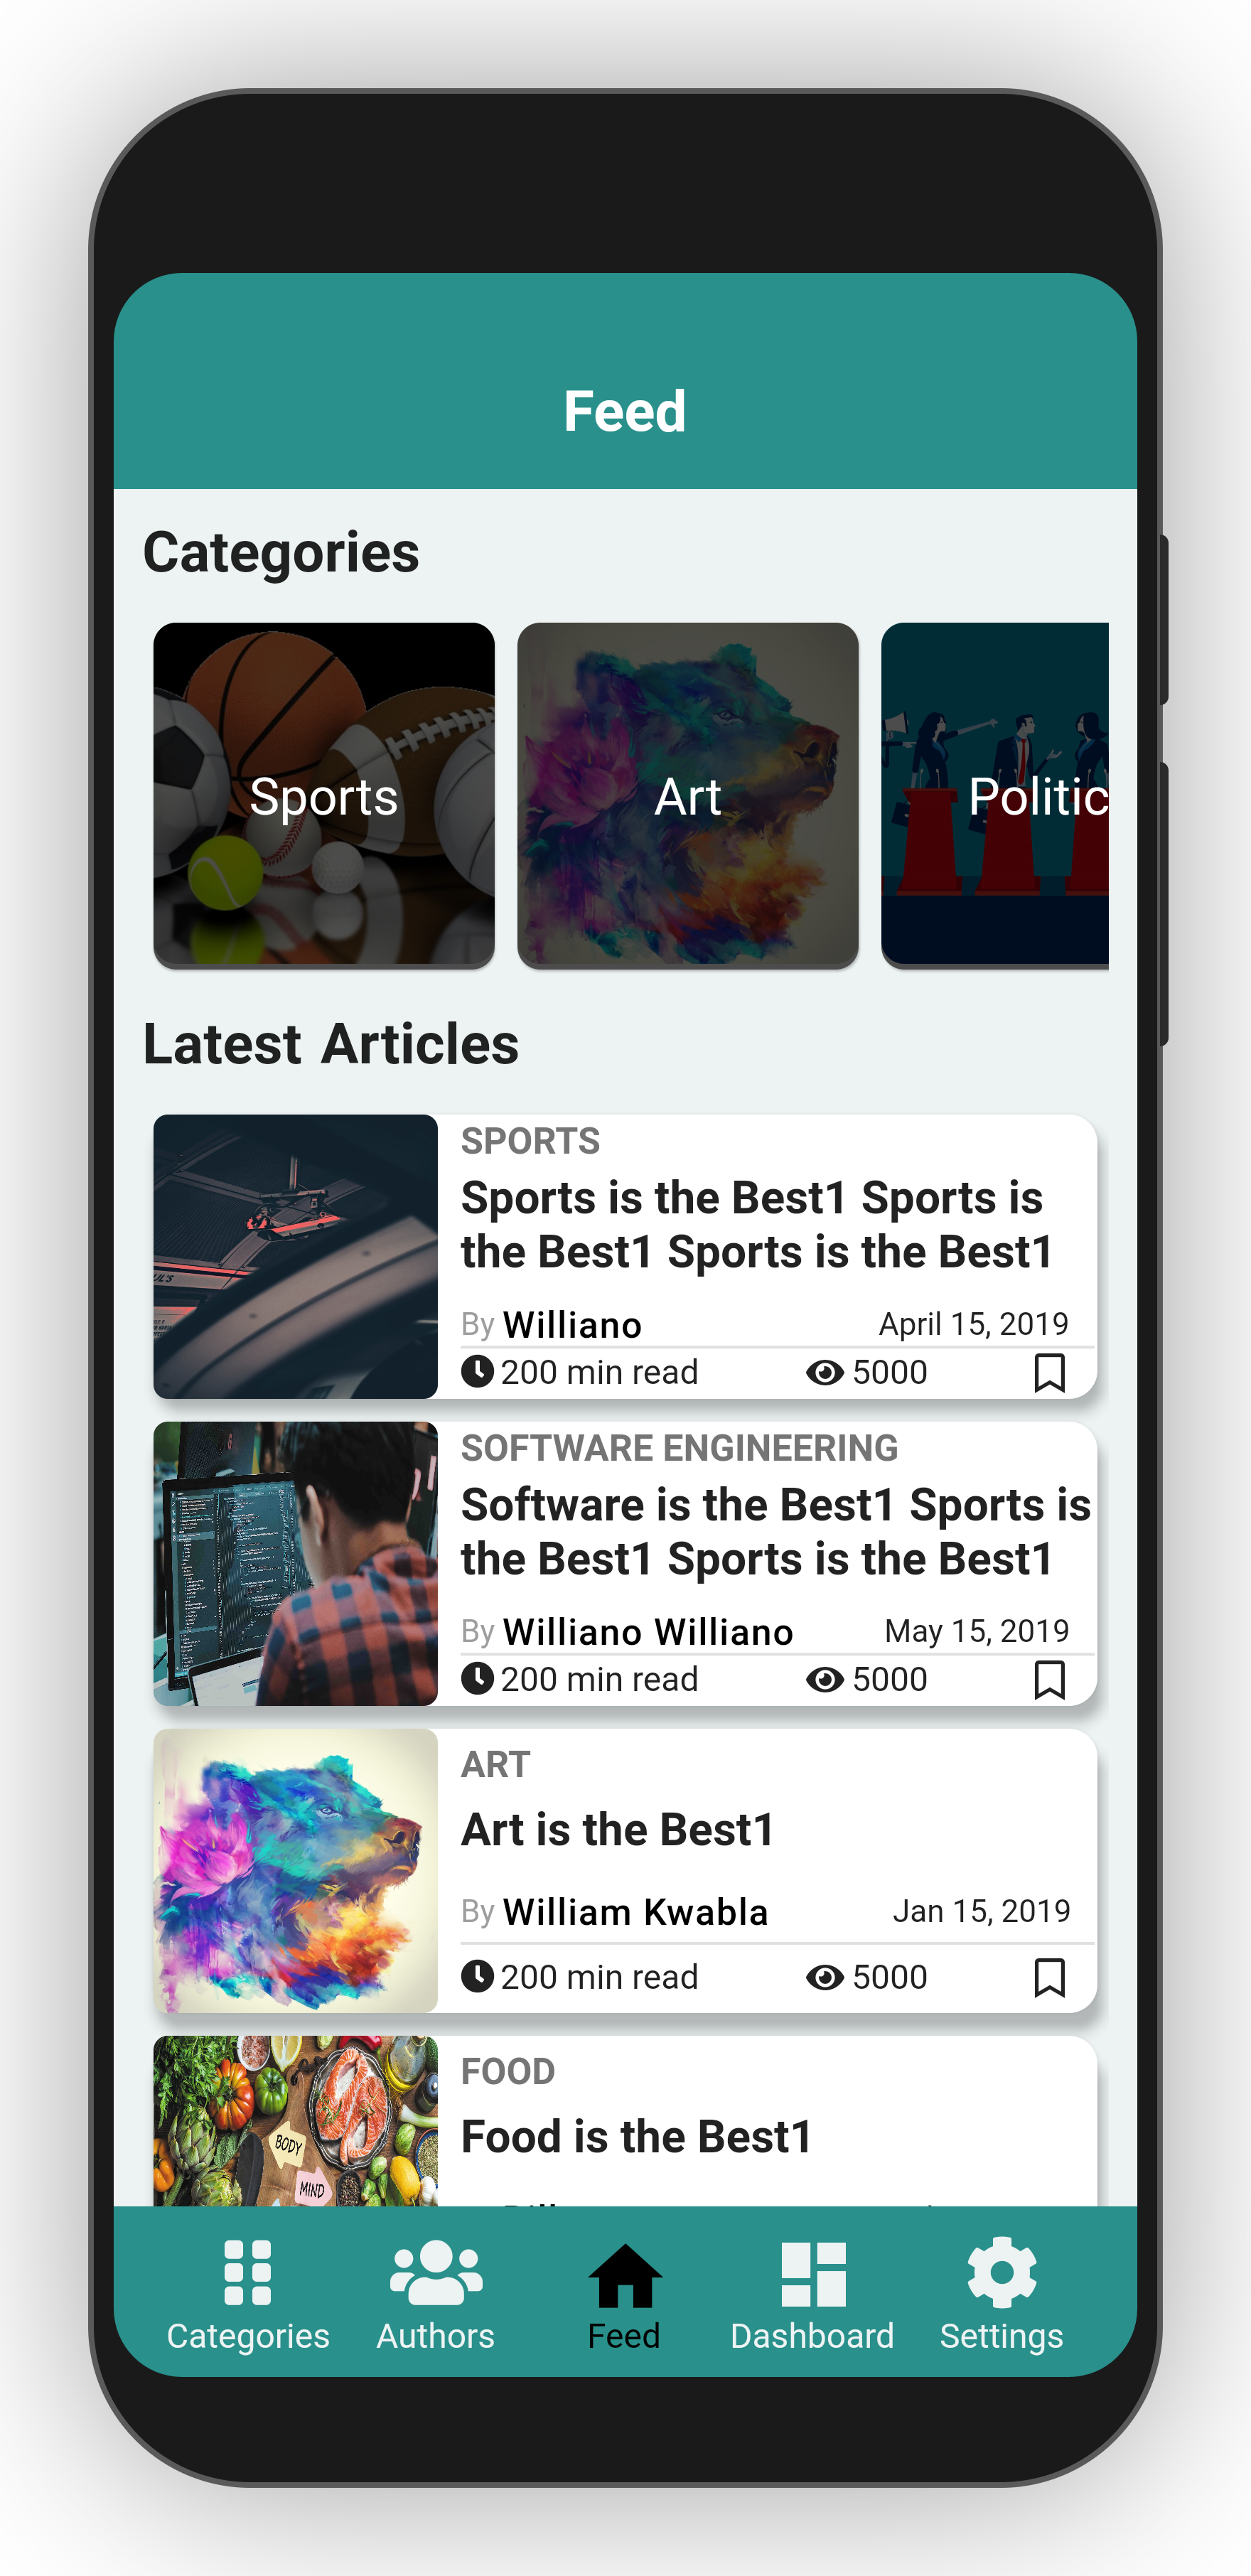 Feed
Categories
Sports
Art
Politic
Latest Articles
SPORTS
Sports is the Best1 Sports is
the Best1 Sports is the Best1
By Williano
April 15, 2019
200 min read
5000
SOFTWARE ENGINEERING
Software is the Best1 Sports is
the Best1 Sports is the Best1
By Williano Williano
May 15, 2019
200 min read
5000
ART
Art is the Best1
By William Kwabla
Jan 15, 2019
200 min read
5000
FOOD
Food is the Best1
BODY
MIND
Categories
Authors
Feed
Dashboard
Settings